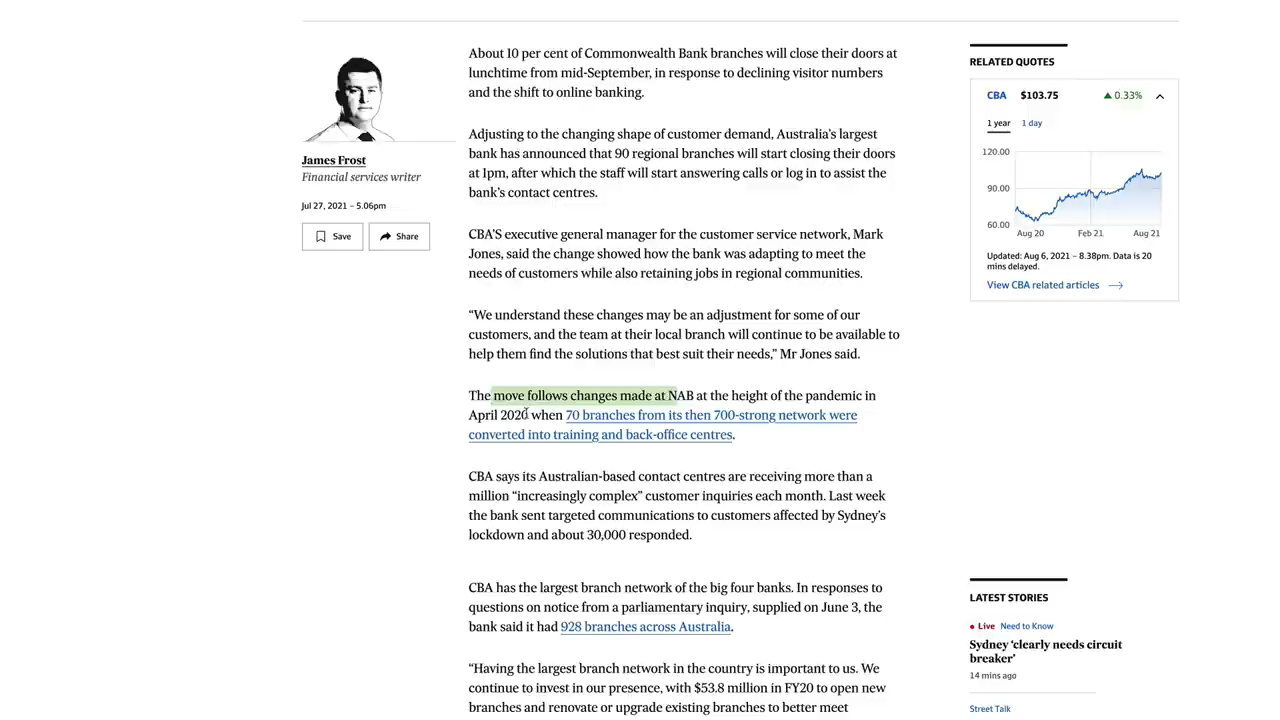 About 10 per cent of Commonwealth Bank branches will close their doors at
lunchtime from mid-September, in response to declining visitor numbers
and the shift to online banking.
James Frost
Financial services writer
Jul 27, 2021 – 5.06pm
Save
Share
Adjusting to the changing shape of customer demand, Australia's largest
bank has announced that 90 regional branches will start closing their doors
at 1pm, after which the staff will start answering calls or log in to assist the
bank's contact centres.
CBA'S executive general manager for the customer service network, Mark
Jones, said the change showed how the bank was adapting to meet the
needs of customers while also retaining jobs in regional communities.
“We understand these changes may be an adjustment for some of our
customers, and the team at their local branch will continue to be available to
help them find the solutions that best suit their needs,” Mr Jones said.
The move follows changes made at NAB at the height of the pandemic in
April 2020 when 70 branches from its then 700-strong network were
converted into training and back-office centres.
CBA says its Australian-based contact centres are receiving more than a
million “increasingly complex” customer inquiries each month. Last week
the bank sent targeted communications to customers affected by Sydney's
lockdown and about 30,000 responded.
CBA has the largest branch network of the big four banks. In responses to
questions on notice from a parliamentary inquiry, supplied on June 3, the
bank said it had 928 branches across Australia.
“Having the largest branch network in the country is important to us. We
continue to invest in our presence, with $53.8 million in FY20 to open new
branches and renovate or upgrade existing branches to better meet
RELATED QUOTES
CBA $103.75 ▲ 0.33%
1 year 1 day
120.00
90.00
60.00
Aug 20 Feb 21 Aug 21
Updated: Aug 6, 2021 – 8.38pm. Data is 20
mins delayed.
View CBA related articles
LATEST STORIES
Live Need to Know
Sydney ‘clearly needs circuit
breaker’
14 mins ago
Street Talk